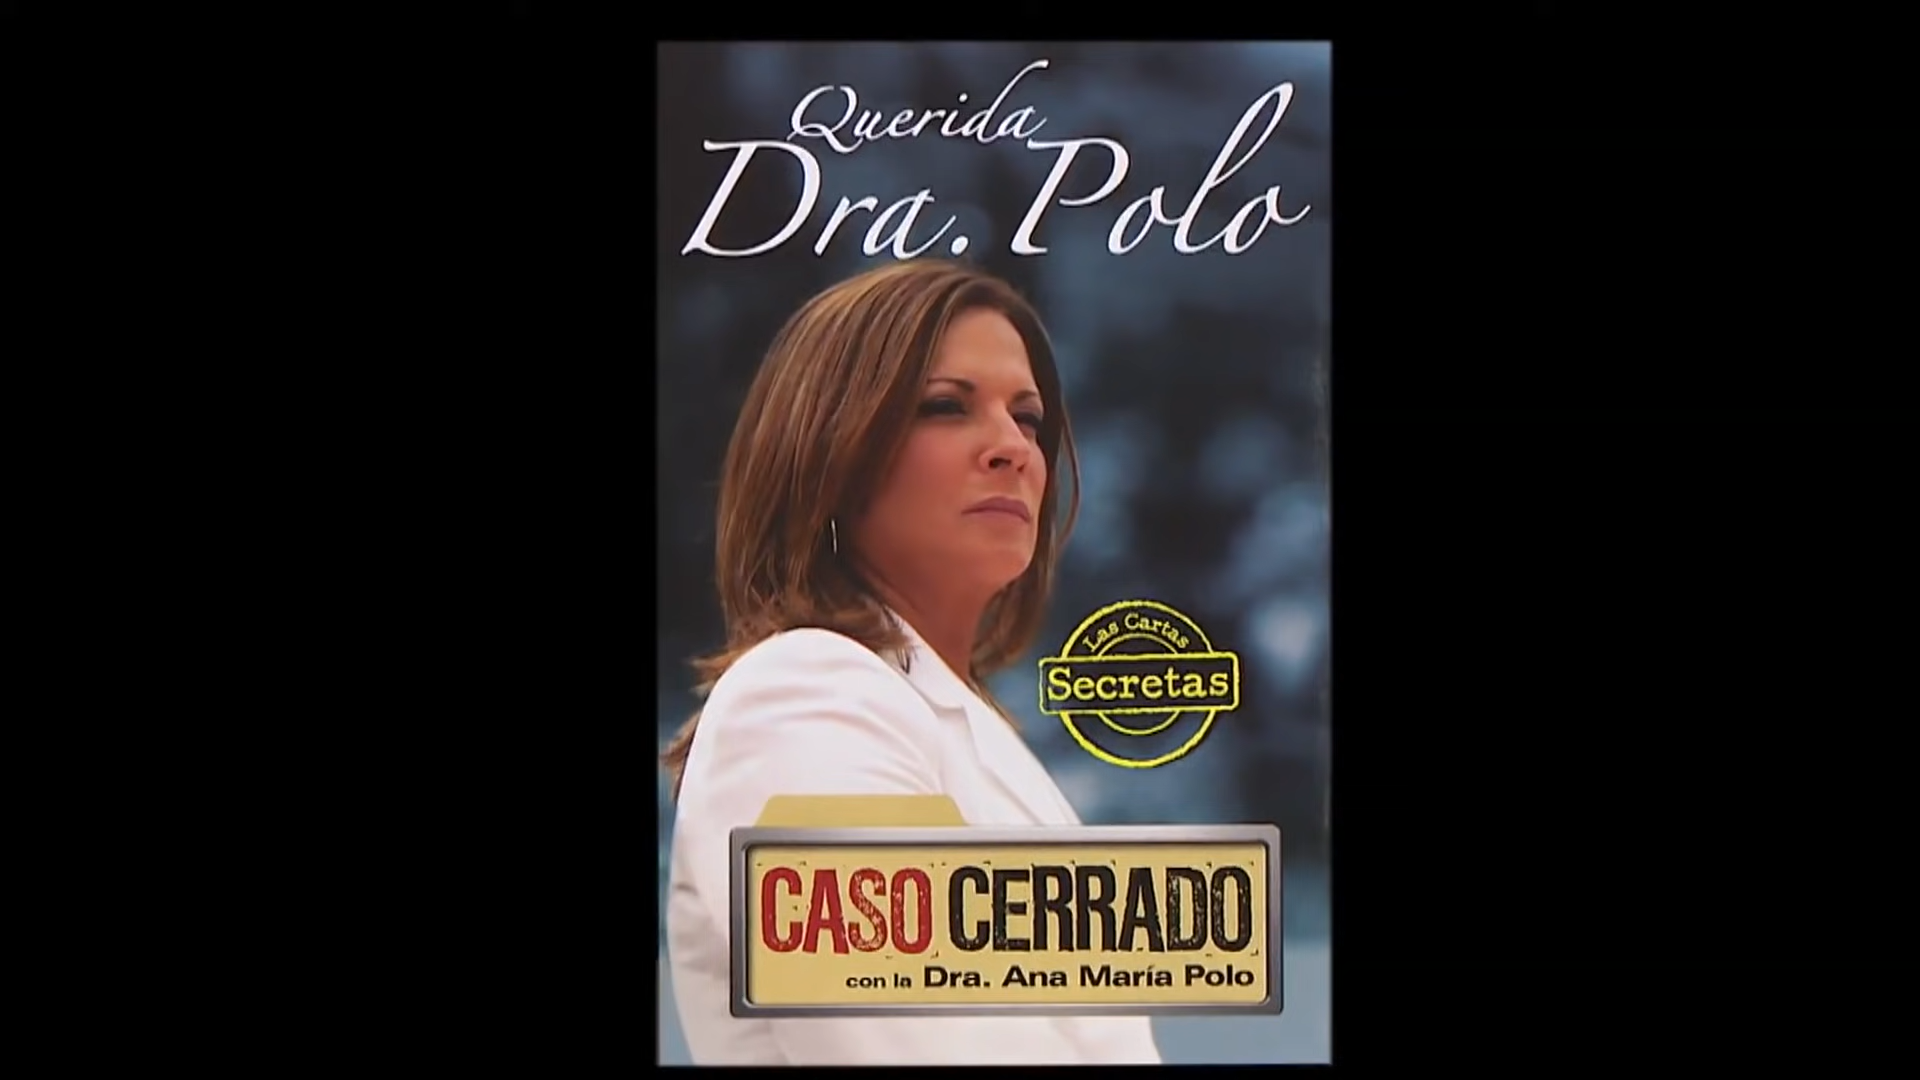 Querida
Dra. Polo
Las Cartas
Secretas
CASO CERRADO
con la Dra. Ana María Polo